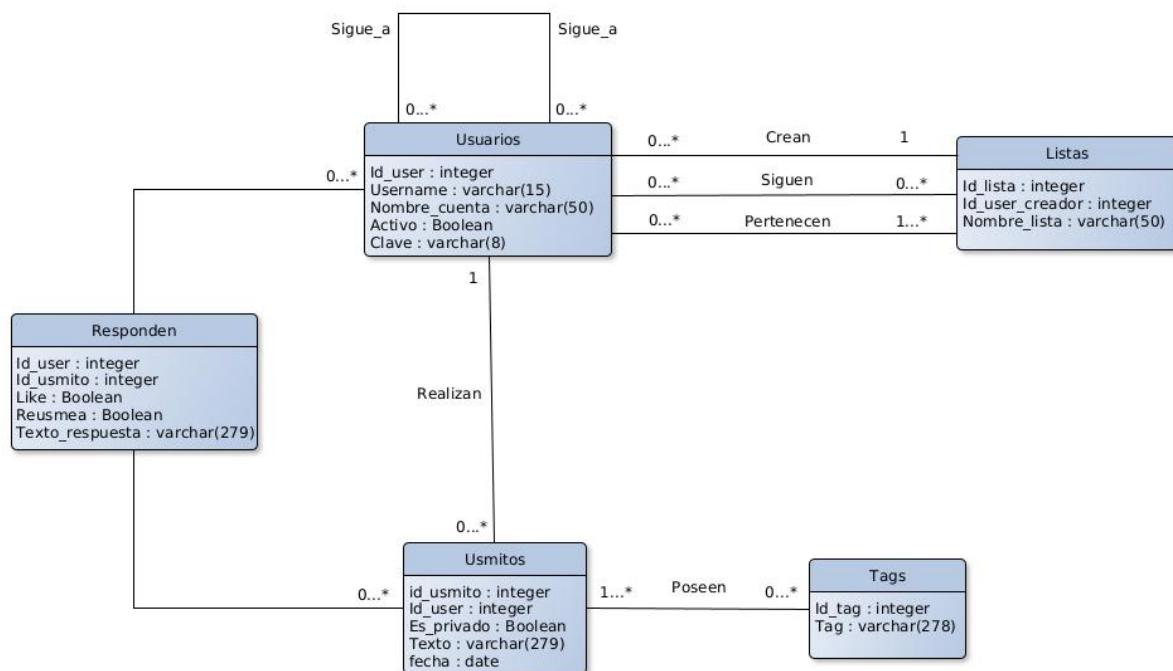 Sigue_a
Sigue_a
0...*
0...*
Usuarios
Id_user : integer
Username : varchar(15)
Nombre_cuenta : varchar(50)
Activo : Boolean
Clave : varchar(8)
0...*
Crean
1
0...*
Siguen
0...*
0...*
Pertenecen
1...*
Listas
Id_lista : integer
Id_user_creador : integer
Nombre_lista : varchar(50)
0...*
1
Responden
Id_user : integer
Id_usmito : integer
Like : Boolean
Reusmea : Boolean
Texto_respuesta : varchar(279)
Realizan
0...*
0...*
Usmitos
id_usmito : integer
Id_user : integer
Es_privado : Boolean
Texto : varchar(279)
fecha : date
1...*
Poseen
0...*
Tags
Id_tag : integer
Tag : varchar(278)